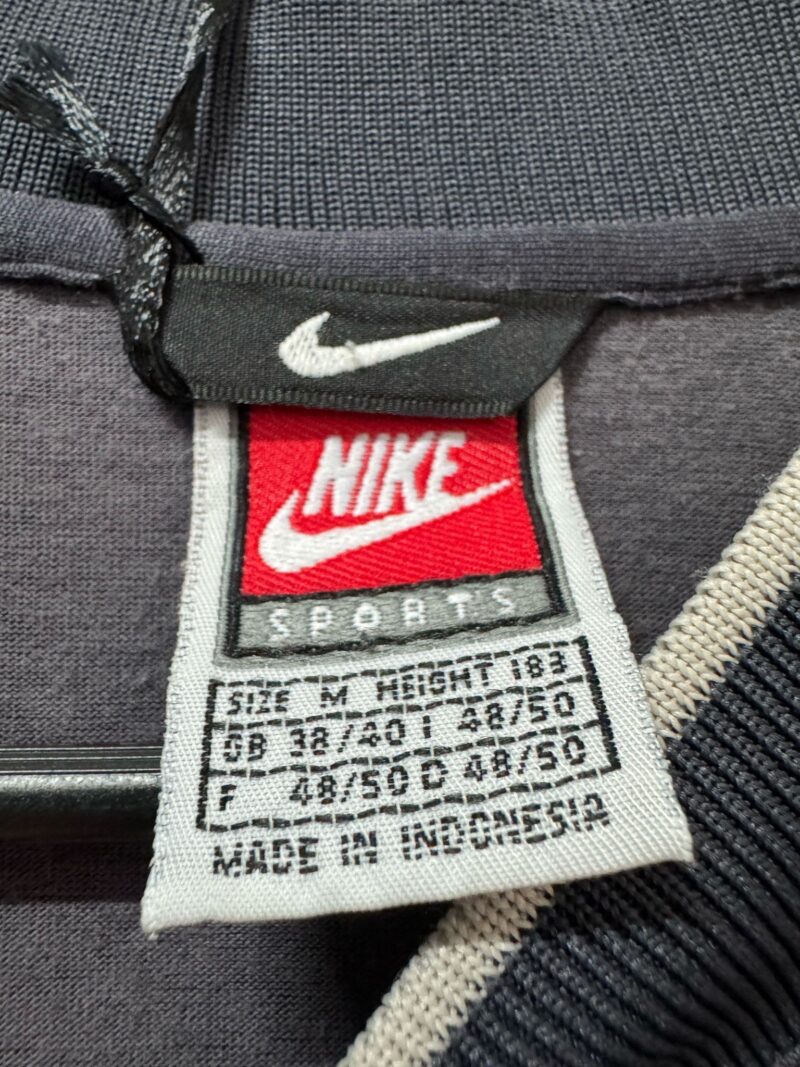 NIKE
SPORTS
SIZE M HEIGHT 183
GB 38/40 I 48/50
F 48/50 D 48/50
MADE IN INDONESIA